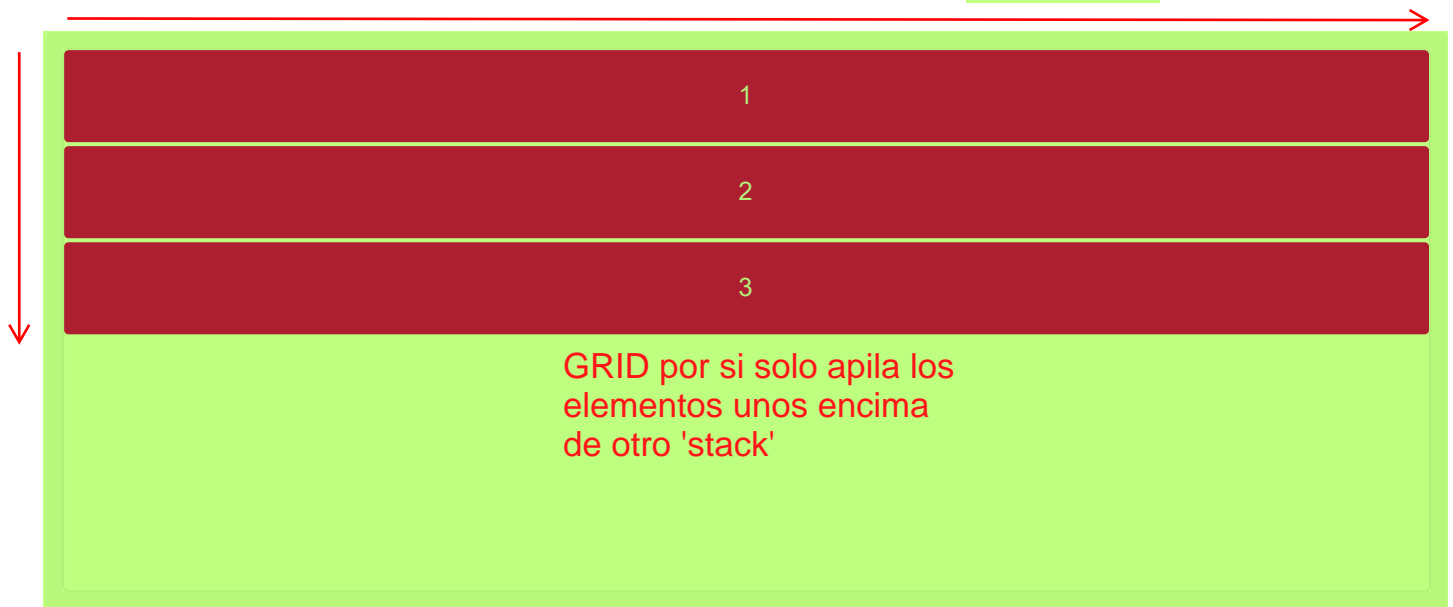 1
2
3
GRID por si solo apila los
elementos unos encima
de otro 'stack'